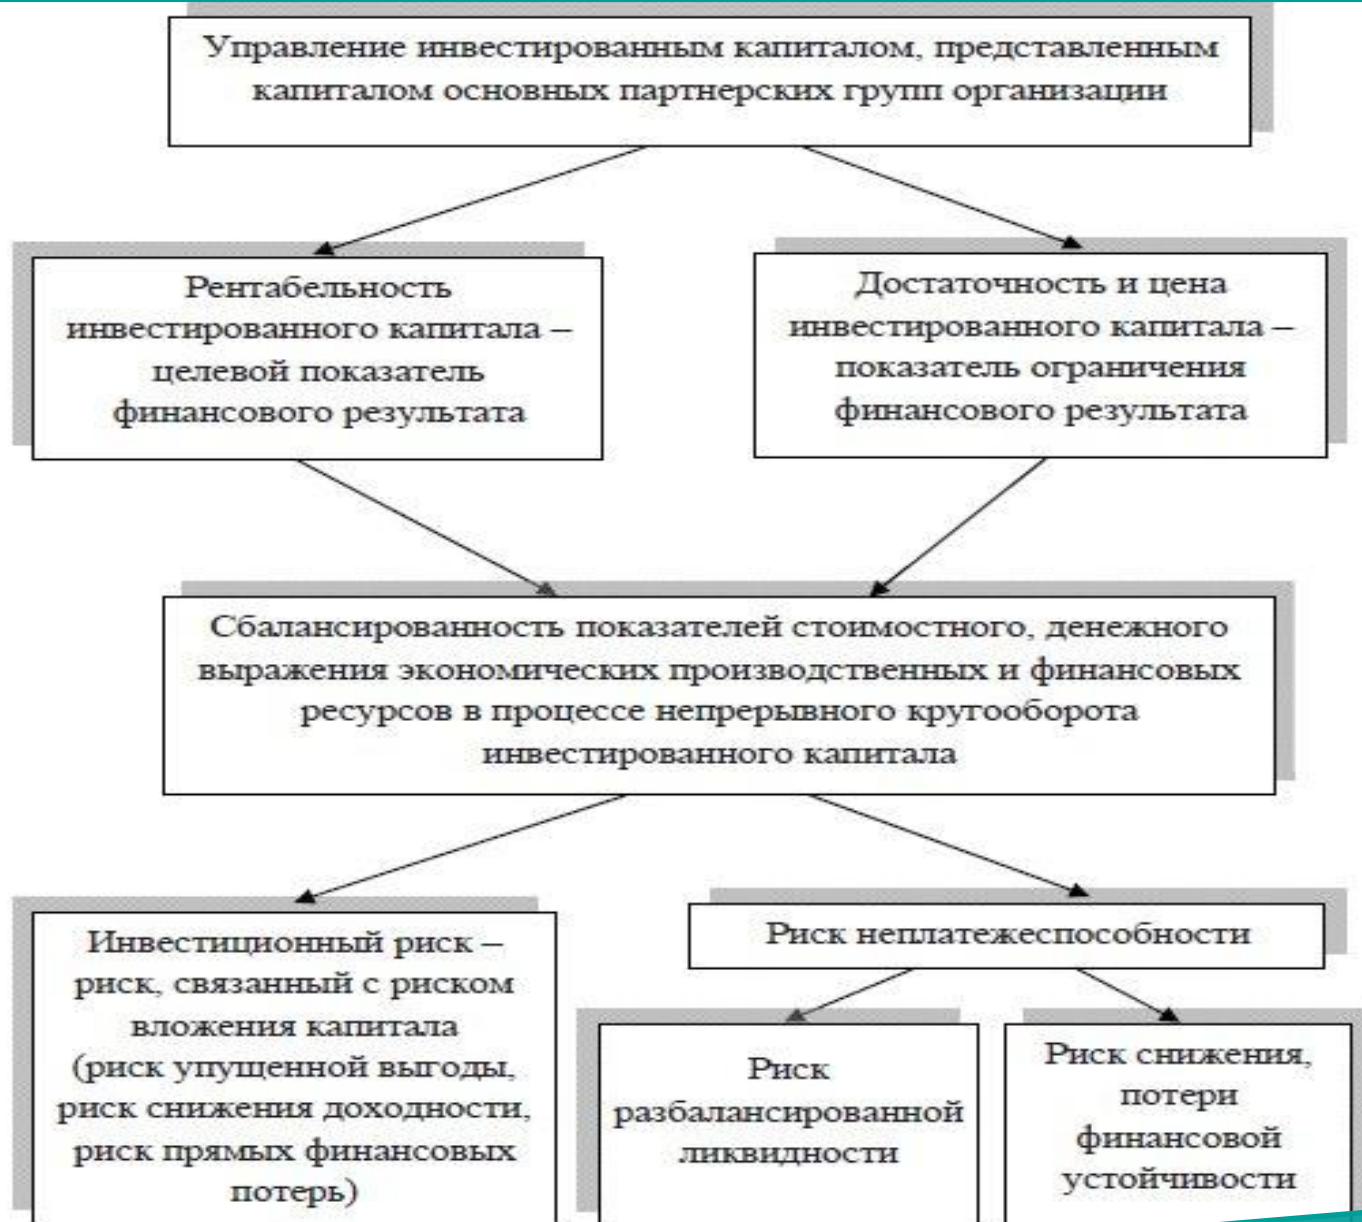 Управление инвестированным капиталом, представленным
капиталом основных партнерских групп организации
Рентабельность
инвестированного капитала –
целевой показатель
финансового результата
Достаточность и цена
инвестированного капитала –
показатель ограничения
финансового результата
Сбалансированность показателей стоимостного, денежного
выражения экономических производственных и финансовых
ресурсов в процессе непрерывного кругооборота
инвестированного капитала
Инвестиционный риск –
риск, связанный с риском
вложения капитала
(риск упущенной выгоды,
риск снижения доходности,
риск прямых финансовых
потерь)
Риск неплатежеспособности
Риск
разбалансированной
ликвидности
Риск снижения,
потери
финансовой
устойчивости